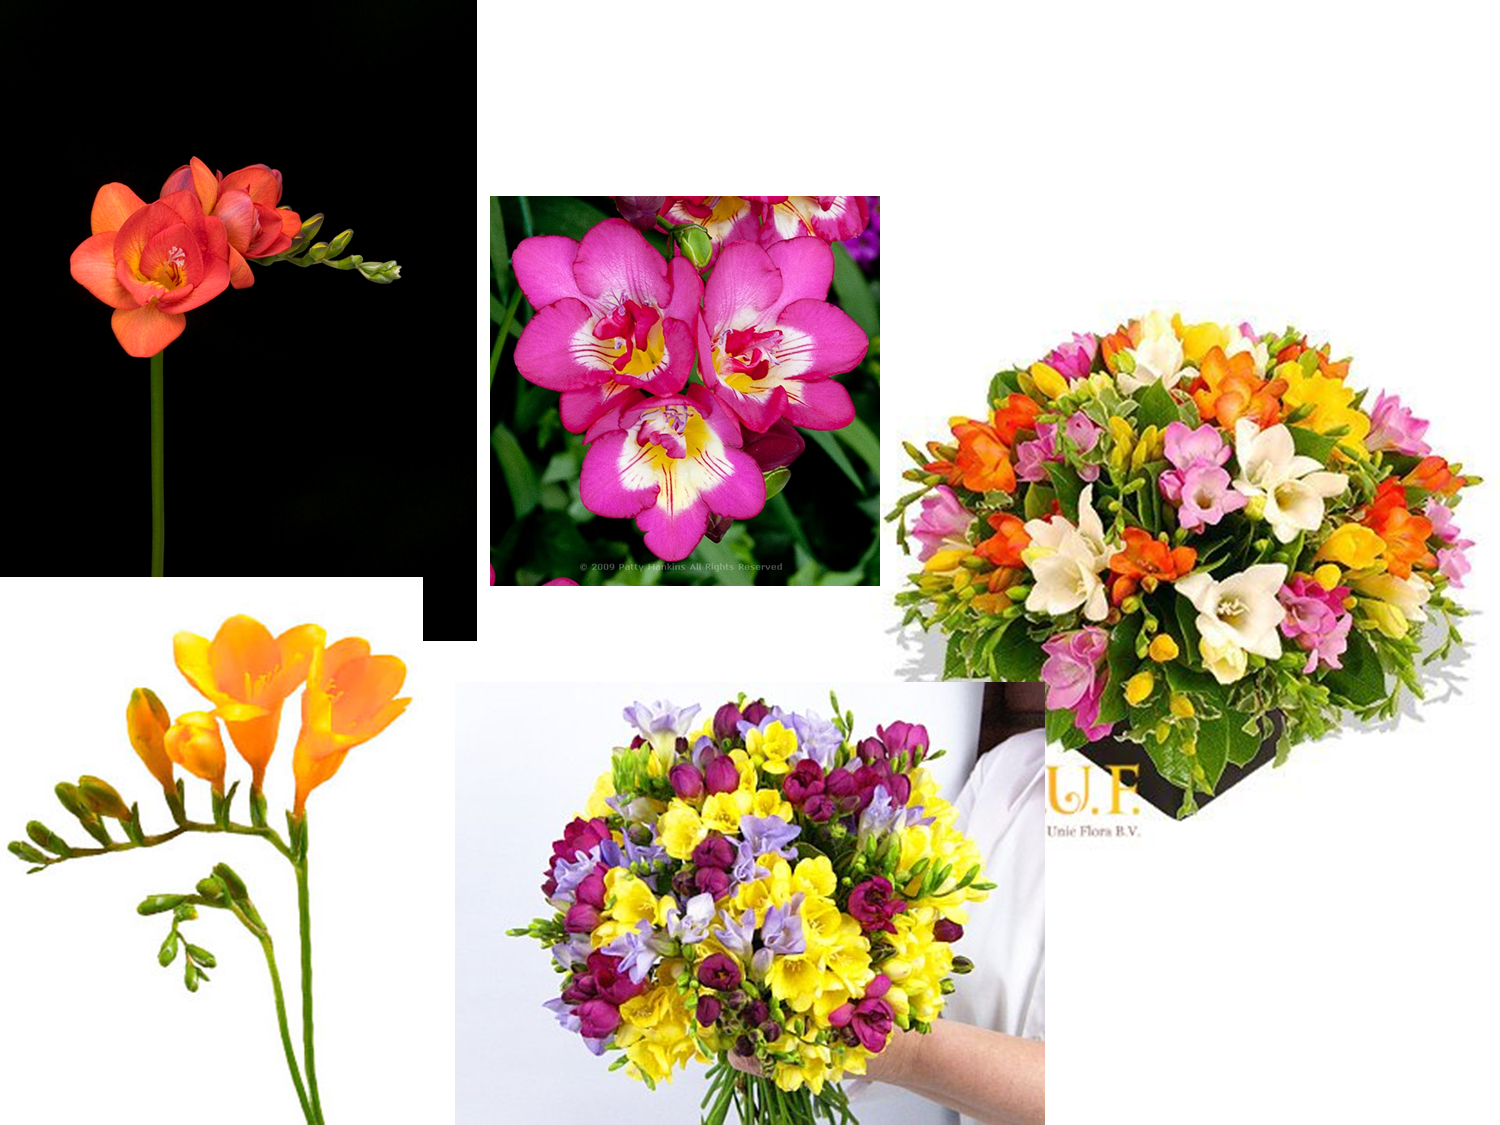 © 2009 Patty Hankins All Rights Reserved
U.F.
Unie Flora B.V.